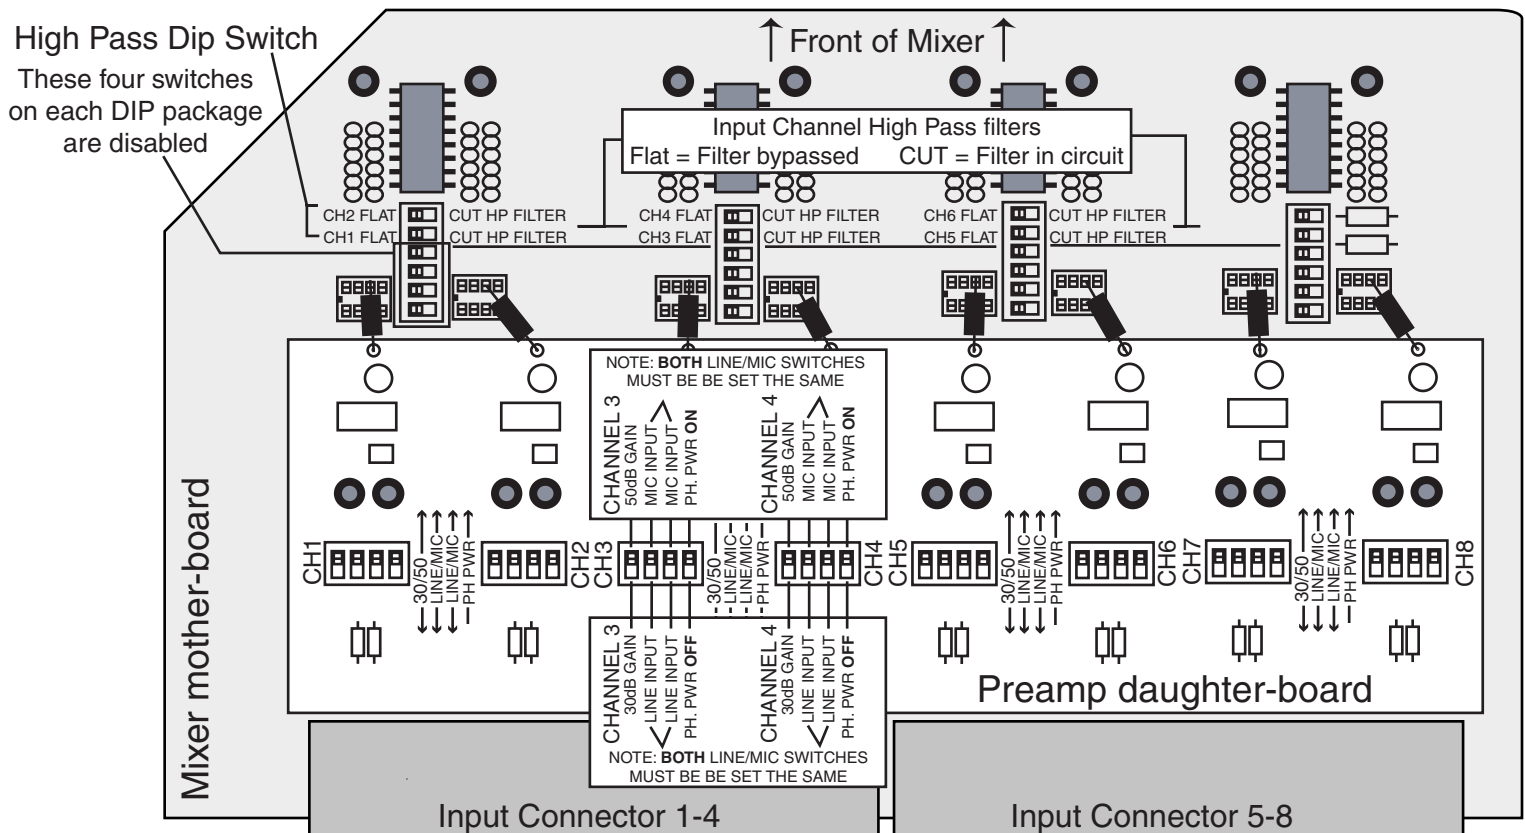 High Pass Dip Switch
These four switches
on each DIP package
are disabled
Front of Mixer
Input Channel High Pass filters
Flat = Filter bypassed CUT = Filter in circuit
CH2 FLAT CUT HP FILTER CH4 FLAT CUT HP FILTER CH6 FLAT CUT HP FILTER
CH1 FLAT CUT HP FILTER CH3 FLAT CUT HP FILTER CH5 FLAT CUT HP FILTER
NOTE: BOTH LINE/MIC SWITCHES
MUST BE BE SET THE SAME
CHANNEL 3
50dB GAIN
MIC INPUT
MIC INPUT
PH. PWR ON
CHANNEL 4
50dB GAIN
MIC INPUT
MIC INPUT
PH. PWR ON
CH1
30/50
LINE/MIC
LINE/MIC
PH PWR
CH2
CH3
30/50
LINE/MIC
LINE/MIC
PH PWR
CH4
CH5
30/50
LINE/MIC
LINE/MIC
PH PWR
CH6
CH7
30/50
LINE/MIC
LINE/MIC
PH PWR
CH8
CHANNEL 3
30dB GAIN
LINE INPUT
LINE INPUT
PH. PWR OFF
CHANNEL 4
30dB GAIN
LINE INPUT
LINE INPUT
PH. PWR OFF
NOTE: BOTH LINE/MIC SWITCHES
MUST BE BE SET THE SAME
Preamp daughter-board
Mixer mother-board
Input Connector 1-4
Input Connector 5-8